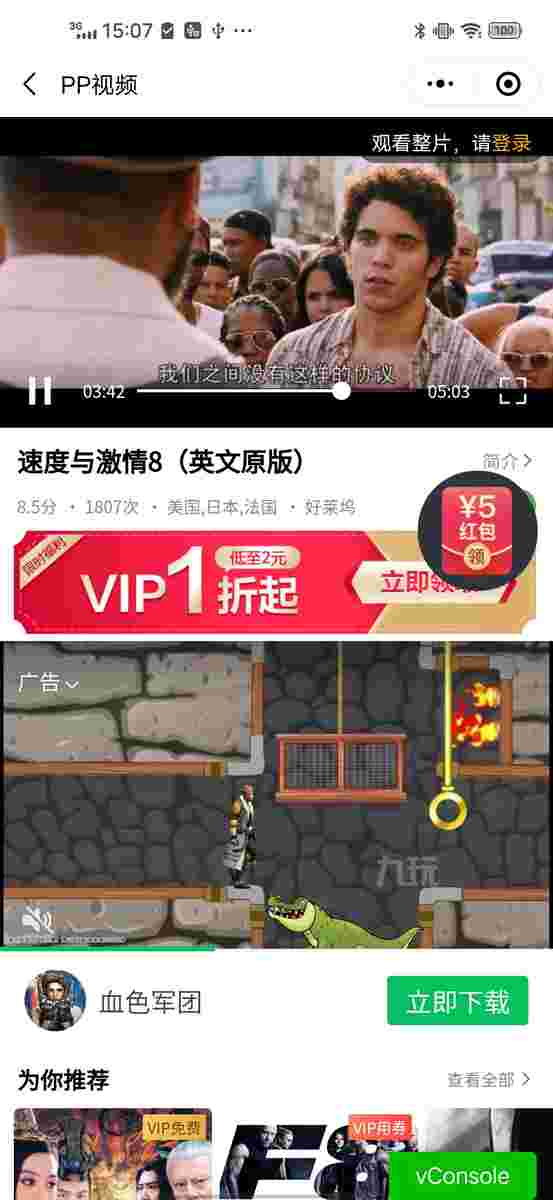 3G 15:07 100
PP视频
观看整片，请登录
我们之间没有这样的协议
03:42 05:03
速度与激情8（英文原版）
简介
8.5分 · 1807次 · 美国,日本,法国 · 好莱坞
¥5
红包
领
限时福利
VIP1折起
低至2元
立即领
广告
九玩
血色军团
立即下载
为你推荐
查看全部
VIP免费
VIP用券
F8
vConsole